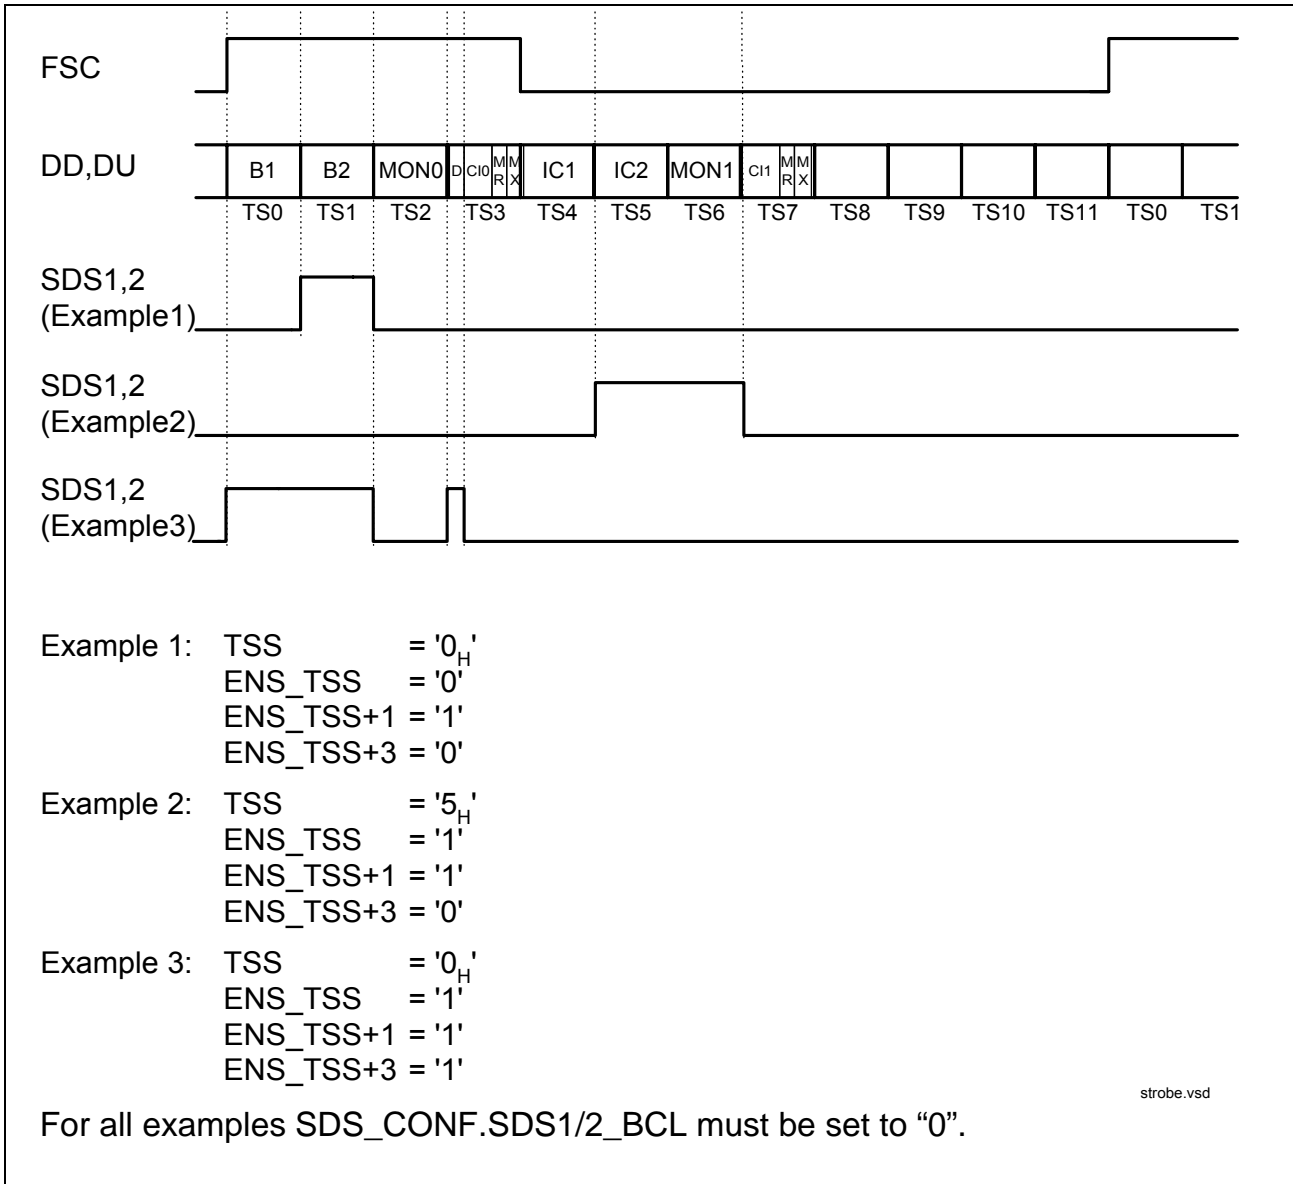 FSC
DD,DU
B1 B2 MON0 D CI0 MR MX IC1 IC2 MON1 CI1 MR MX
TS0 TS1 TS2 TS3 TS4 TS5 TS6 TS7 TS8 TS9 TS10 TS11 TS0 TS1
SDS1,2
(Example1)
SDS1,2
(Example2)
SDS1,2
(Example3)
Example 1: TSS = '0H'
ENS_TSS = '0'
ENS_TSS+1 = '1'
ENS_TSS+3 = '0'
Example 2: TSS = '5H'
ENS_TSS = '1'
ENS_TSS+1 = '1'
ENS_TSS+3 = '0'
Example 3: TSS = '0H'
ENS_TSS = '1'
ENS_TSS+1 = '1'
ENS_TSS+3 = '1'
strobe.vsd
For all examples SDS_CONF.SDS1/2_BCL must be set to “0”.